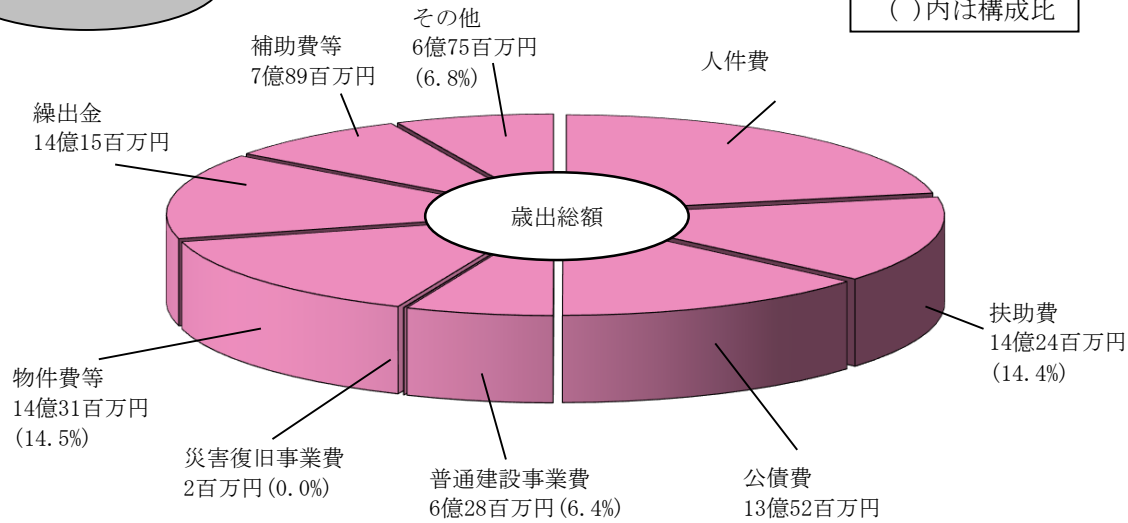 ( )内は構成比
その他
6億75百万円
(6.8%)
補助費等
7億89百万円
人件費
繰出金
14億15百万円
歳出総額
扶助費
14億24百万円
(14.4%)
物件費等
14億31百万円
(14.5%)
災害復旧事業費
2百万円(0.0%)
普通建設事業費
6億28百万円(6.4%)
公債費
13億52百万円